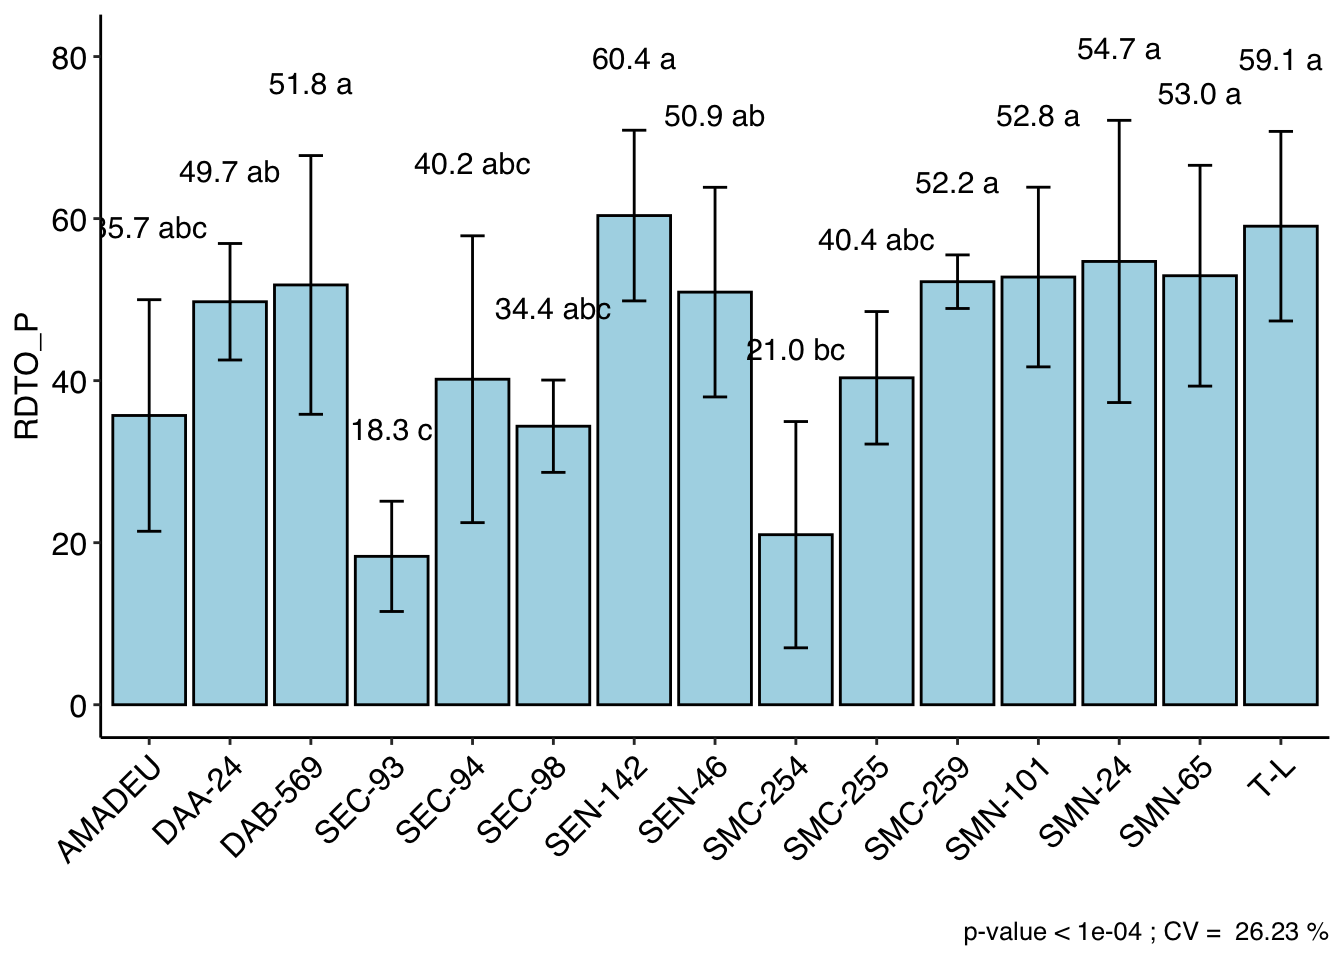 80
60
40
20
0
RDTO_P
35.7 abc
49.7 ab
51.8 a
18.3 c
40.2 abc
34.4 abc
60.4 a
50.9 ab
21.0 bc
40.4 abc
52.2 a
52.8 a
54.7 a
53.0 a
59.1 a
AMADEU
DAA-24
DAB-569
SEC-93
SEC-94
SEC-98
SEN-142
SEN-46
SMC-254
SMC-255
SMC-259
SMN-101
SMN-24
SMN-65
T-L
p-value < 1e-04 ; CV = 26.23 %